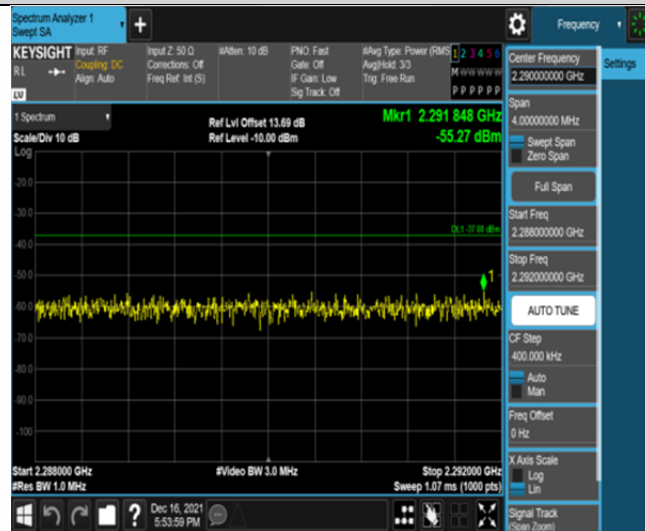 Spectrum Analyzer 1
Swept SA
Frequency
KEYSIGHT
RL
LXI
Input: RF
Coupling: DC
Align: Auto
Input Z: 50 Ω
Corrections: Off
Freq Ref: Int (S)
#Atten: 10 dB
PNO: Fast
Gate: Off
IF Gain: Low
Sig Track: Off
#Avg Type: Power (RMS
Avg|Hold: 3/3
Trig: Free Run
1 2 3 4 5 6
M W W W W W
P P P P P P
1 Spectrum
Scale/Div 10 dB
Ref Lvl Offset 13.69 dB
Ref Level -10.00 dBm
Mkr1 2.291 848 GHz
-55.27 dBm
Log
-20.0
-30.0
DL1 -37.00 dBm
-40.0
-50.0
1
-60.0
-70.0
-80.0
-90.0
-100
Start 2.288000 GHz
#Res BW 1.0 MHz
#Video BW 3.0 MHz
Stop 2.292000 GHz
Sweep 1.07 ms (1000 pts)
Center Frequency
2.290000000 GHz
Settings
Span
4.00000000 MHz
Swept Span
Zero Span
Full Span
Start Freq
2.288000000 GHz
Stop Freq
2.292000000 GHz
AUTO TUNE
CF Step
400.000 kHz
Auto
Man
Freq Offset
0 Hz
X Axis Scale
Log
Lin
Signal Track
(Span Zoom)
?
Dec 16, 2021
5:53:59 PM